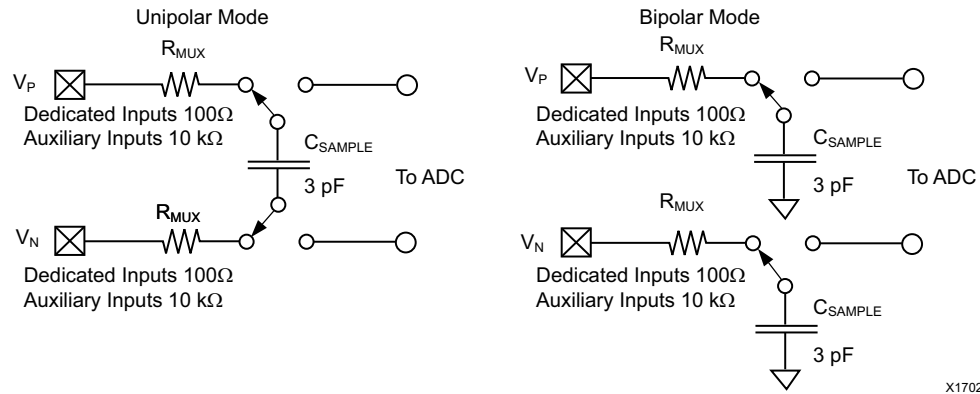 Unipolar Mode
R_MUX
V_P
Dedicated Inputs 100Ω
Auxiliary Inputs 10 kΩ
C_SAMPLE
3 pF
To ADC
R_MUX
V_N
Dedicated Inputs 100Ω
Auxiliary Inputs 10 kΩ
Bipolar Mode
R_MUX
V_P
Dedicated Inputs 100Ω
Auxiliary Inputs 10 kΩ
C_SAMPLE
3 pF
To ADC
R_MUX
V_N
Dedicated Inputs 100Ω
Auxiliary Inputs 10 kΩ
C_SAMPLE
3 pF